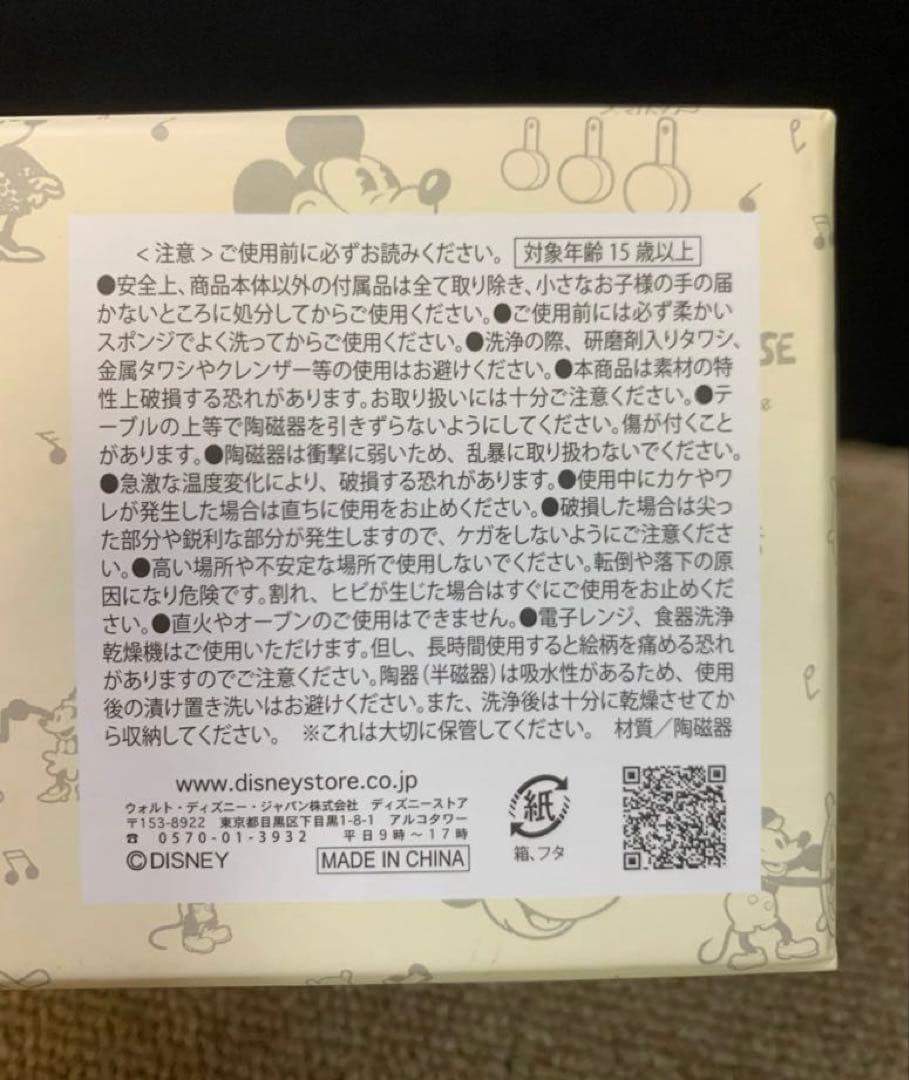 ＜注意＞ご使用前に必ずお読みください。 対象年齢 15 歳以上
●安全上、商品本体以外の付属品は全て取り除き、小さなお子様の手の届
かないところに処分してからご使用ください。●ご使用前には必ず柔かい
スポンジでよく洗ってからご使用ください。●洗浄の際、研磨剤入りタワシ、
金属タワシやクレンザー等の使用はお避けください。●本商品は素材の特
性上破損する恐れがあります。お取り扱いには十分ご注意ください。●テ
ーブルの上等で陶磁器を引きずらないようにしてください。傷が付くこと
があります。●陶磁器は衝撃に弱いため、乱暴に取り扱わないでください。
●急激な温度変化により、破損する恐れがあります。●使用中にカケやワ
レが発生した場合は直ちに使用をお止めください。●破損した場合は尖っ
た部分や鋭利な部分が発生しますので、ケガをしないようにご注意くださ
い。●高い場所や不安定な場所で使用しないでください。転倒や落下の原
因になり危険です。割れ、ヒビが生じた場合はすぐにご使用をお止めくだ
さい。●直火やオーブンのご使用はできません。●電子レンジ、食器洗浄
乾燥機はご使用いただけます。但し、長時間使用すると絵柄を痛める恐れ
がありますのでご注意ください。陶器（半磁器）は吸水性があるため、使用
後の漬け置き洗いはお避けください。また、洗浄後は十分に乾燥させてか
ら収納してください。 ※これは大切に保管してください。 材質／陶磁器
www.disneystore.co.jp
ウォルト・ディズニー・ジャパン株式会社 ディズニーストア
〒153-8922 東京都目黒区下目黒1-8-1 アルコタワー
☎ 0570-01-3932 平日9時～17時
©DISNEY MADE IN CHINA
紙
箱、フタ
SE